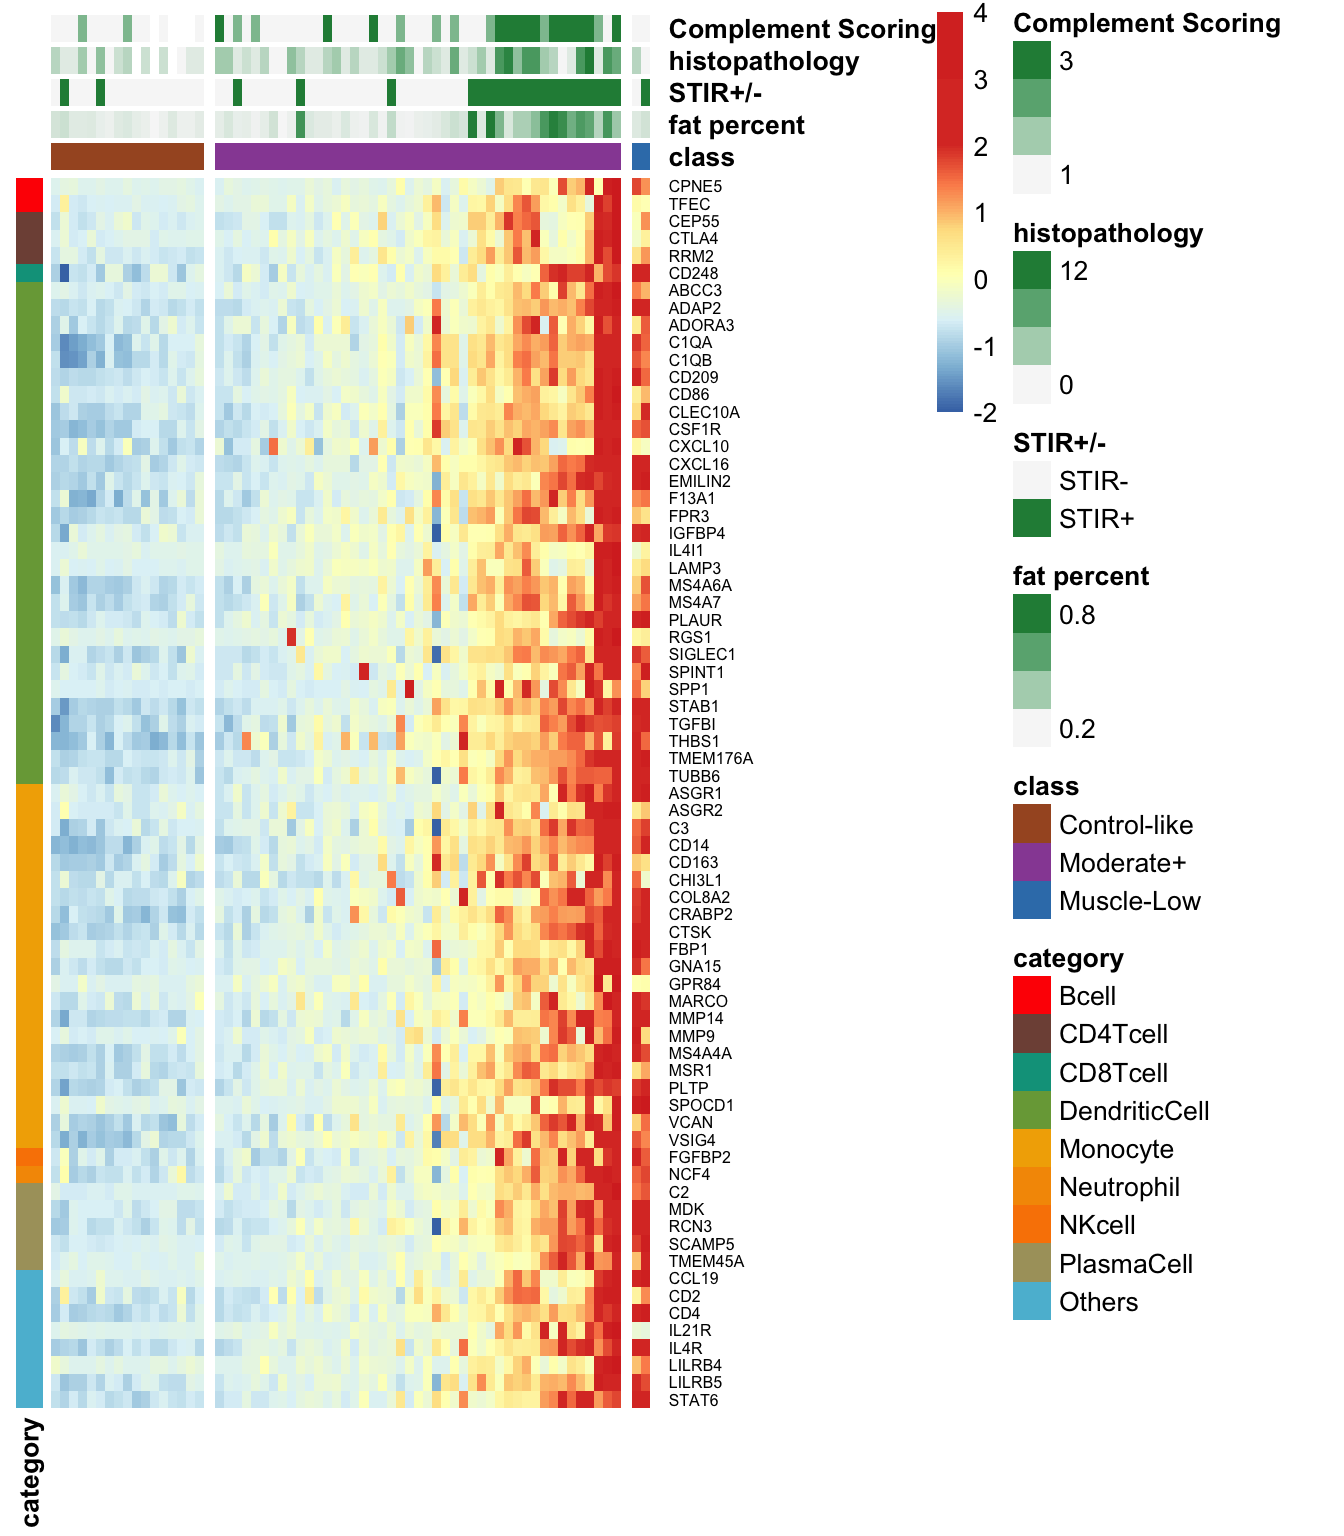 Complement Scoring
histopathology
STIR+/-
fat percent
class
CPNE5
TFEC
CEP55
CTLA4
RRM2
CD248
ABCC3
ADAP2
ADORA3
C1QA
C1QB
CD209
CD86
CLEC10A
CSF1R
CXCL10
CXCL16
EMILIN2
F13A1
FPR3
IGFBP4
IL4I1
LAMP3
MS4A6A
MS4A7
PLAUR
RGS1
SIGLEC1
SPINT1
SPP1
STAB1
TGFBI
THBS1
TMEM176A
TUBB6
ASGR1
ASGR2
C3
CD14
CD163
CHI3L1
COL8A2
CRABP2
CTSK
FBP1
GNA15
GPR84
MARCO
MMP14
MMP9
MS4A4A
MSR1
PLTP
SPOCD1
VCAN
VSIG4
FGFBP2
NCF4
C2
MDK
RCN3
SCAMP5
TMEM45A
CCL19
CD2
CD4
IL21R
IL4R
LILRB4
LILRB5
STAT6
category
4
3
2
1
0
-1
-2
Complement Scoring
3
1
histopathology
12
0
STIR+/-
STIR-
STIR+
fat percent
0.8
0.2
class
Control-like
Moderate+
Muscle-Low
category
Bcell
CD4Tcell
CD8Tcell
DendriticCell
Monocyte
Neutrophil
NKcell
PlasmaCell
Others